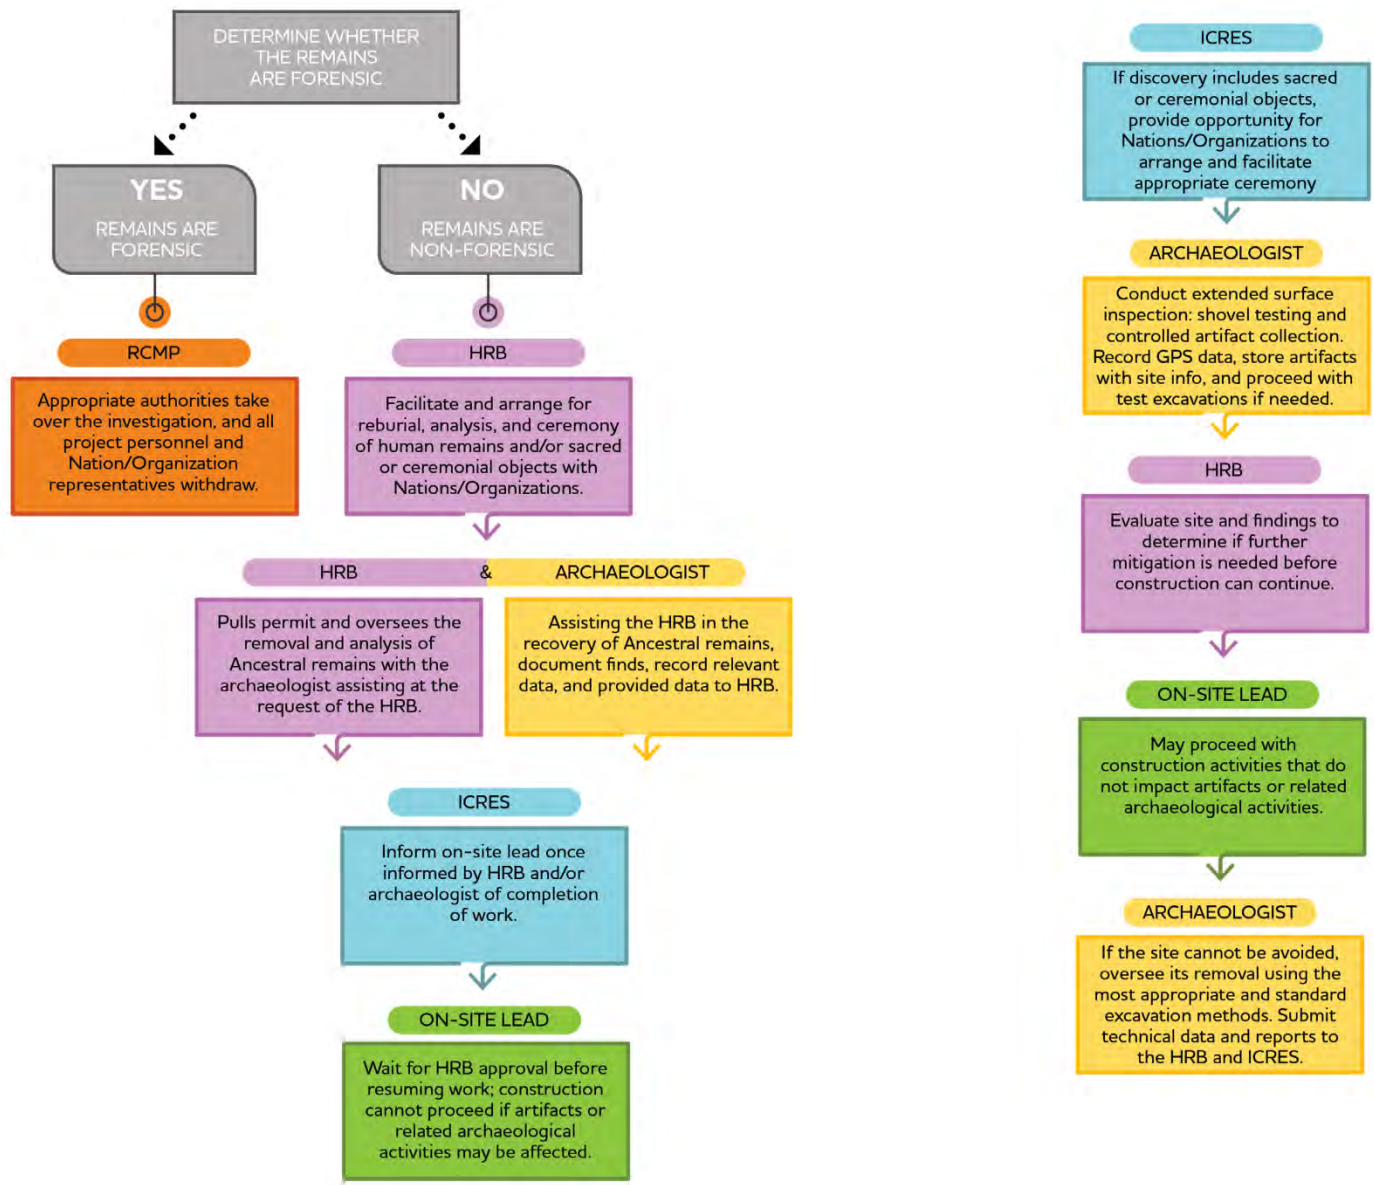 DETERMINE WHETHER
THE REMAINS
ARE FORENSIC
YES
REMAINS ARE
FORENSIC
NO
REMAINS ARE
NON-FORENSIC
RCMP
Appropriate authorities take
over the investigation, and all
project personnel and
Nation/Organization
representatives withdraw.
HRB
Facilitate and arrange for
reburial, analysis, and ceremony
of human remains and/or sacred
or ceremonial objects with
Nations/Organizations.
HRB & ARCHAEOLOGIST
Pulls permit and oversees the
removal and analysis of
Ancestral remains with the
archaeologist assisting at the
request of the HRB.
Assisting the HRB in the
recovery of Ancestral remains,
document finds, record relevant
data, and provided data to HRB.
ICRES
Inform on-site lead once
informed by HRB and/or
archaeologist of completion
of work.
ON-SITE LEAD
Wait for HRB approval before
resuming work; construction
cannot proceed if artifacts or
related archaeological
activities may be affected.
ICRES
If discovery includes sacred
or ceremonial objects,
provide opportunity for
Nations/Organizations to
arrange and facilitate
appropriate ceremony
ARCHAEOLOGIST
Conduct extended surface
inspection: shovel testing and
controlled artifact collection.
Record GPS data, store artifacts
with site info, and proceed with
test excavations if needed.
HRB
Evaluate site and findings to
determine if further
mitigation is needed before
construction can continue.
ON-SITE LEAD
May proceed with
construction activities that do
not impact artifacts or related
archaeological activities.
ARCHAEOLOGIST
If the site cannot be avoided,
oversee its removal using the
most appropriate and standard
excavation methods. Submit
technical data and reports to
the HRB and ICRES.